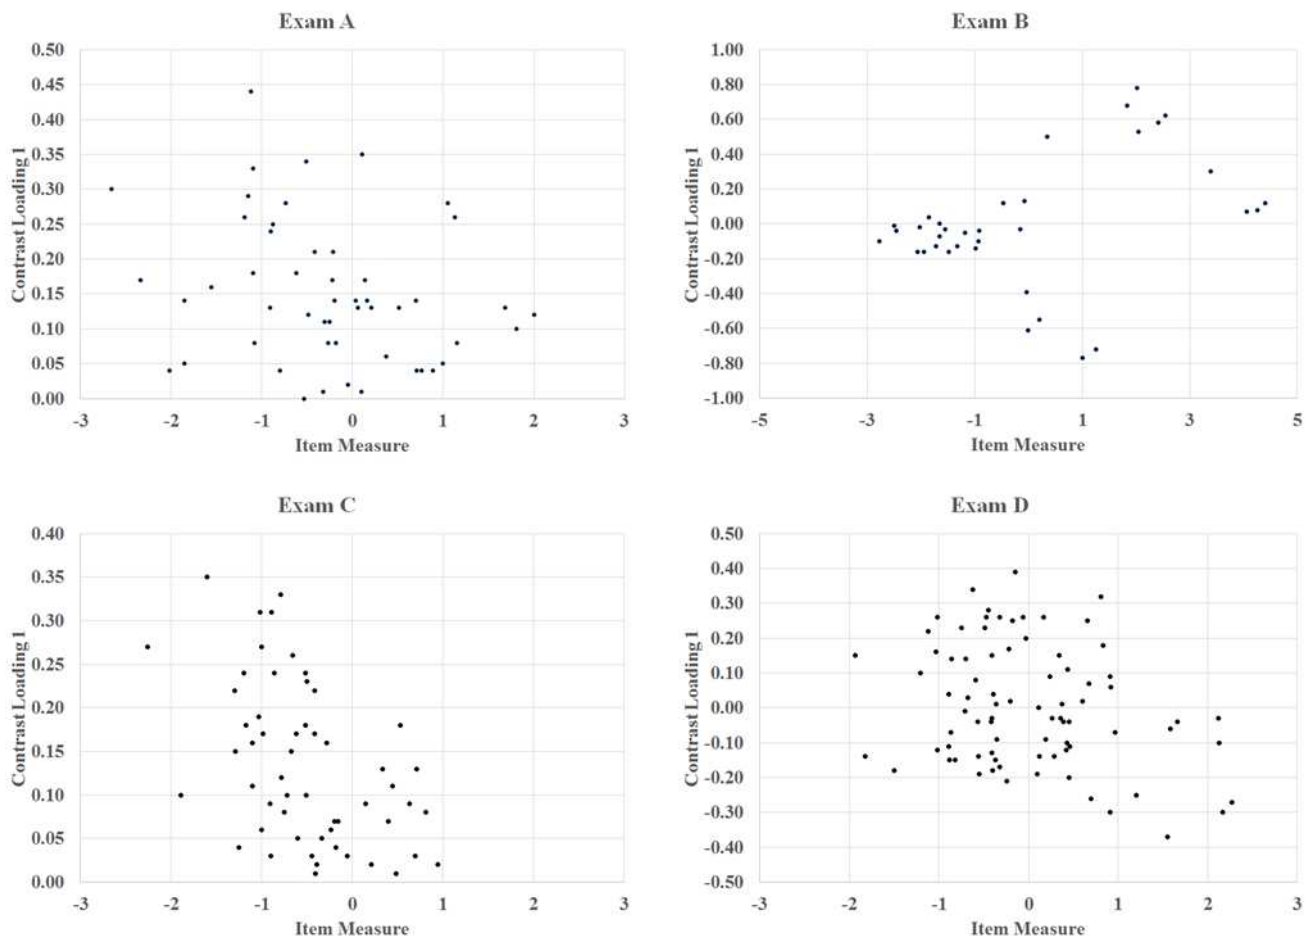 Exam A
0.50
0.45
0.40
0.35
0.30
0.25
0.20
0.15
0.10
0.05
0.00
Contrast Loading 1
-3 -2 -1 0 1 2 3
Item Measure
Exam B
1.00
0.80
0.60
0.40
0.20
0.00
-0.20
-0.40
-0.60
-0.80
-1.00
Contrast Loading 1
-5 -3 -1 1 3 5
Item Measure
Exam C
0.40
0.35
0.30
0.25
0.20
0.15
0.10
0.05
0.00
Contrast Loading 1
-3 -2 -1 0 1 2 3
Item Measure
Exam D
0.50
0.40
0.30
0.20
0.10
0.00
-0.10
-0.20
-0.30
-0.40
-0.50
Contrast Loading 1
-3 -2 -1 0 1 2 3
Item Measure